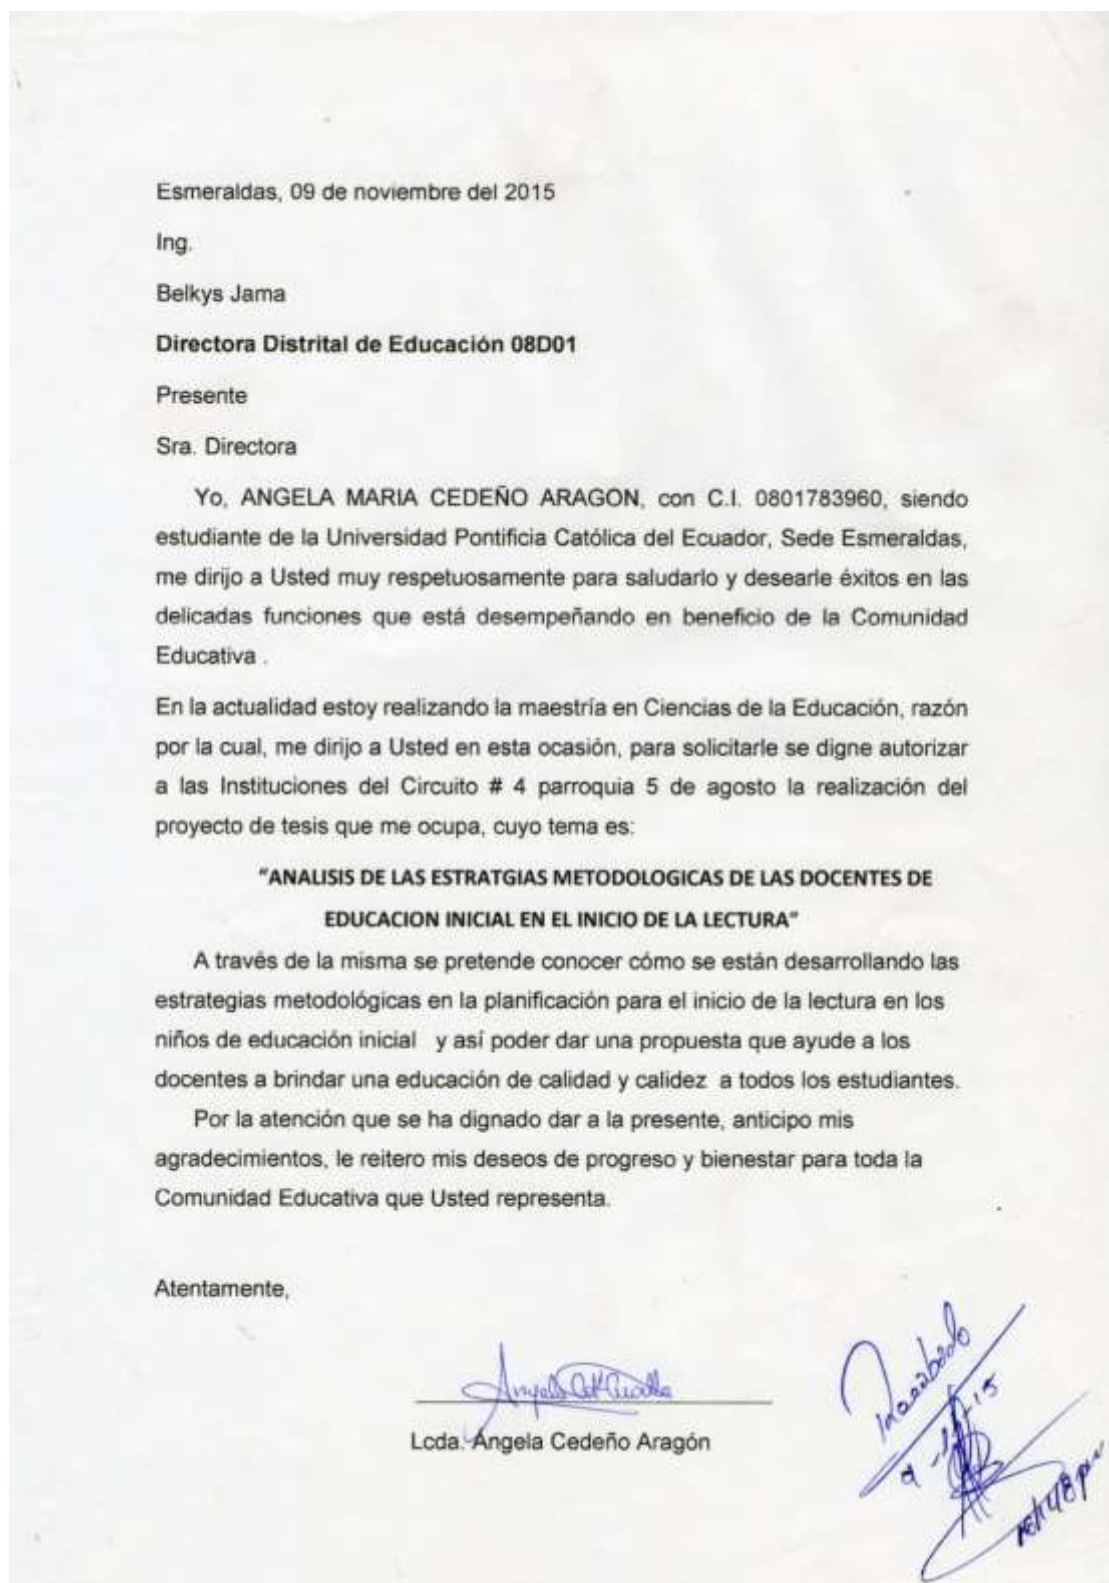 Esmeraldas, 09 de noviembre del 2015
Ing.
Belkys Jama
Directora Distrital de Educación 08D01
Presente
Sra. Directora
Yo, ANGELA MARIA CEDEÑO ARAGON, con C.I. 0801783960, siendo
estudiante de la Universidad Pontificia Católica del Ecuador, Sede Esmeraldas,
me dirijo a Usted muy respetuosamente para saludarlo y desearle éxitos en las
delicadas funciones que está desempeñando en beneficio de la Comunidad
Educativa .
En la actualidad estoy realizando la maestría en Ciencias de la Educación, razón
por la cual, me dirijo a Usted en esta ocasión, para solicitarle se digne autorizar
a las Instituciones del Circuito # 4 parroquia 5 de agosto la realización del
proyecto de tesis que me ocupa, cuyo tema es:
"ANALISIS DE LAS ESTRATGIAS METODOLOGICAS DE LAS DOCENTES DE
EDUCACION INICIAL EN EL INICIO DE LA LECTURA"
A través de la misma se pretende conocer cómo se están desarrollando las
estrategias metodológicas en la planificación para el inicio de la lectura en los
niños de educación inicial y así poder dar una propuesta que ayude a los
docentes a brindar una educación de calidad y calidez a todos los estudiantes.
Por la atención que se ha dignado dar a la presente, anticipo mis
agradecimientos, le reitero mis deseos de progreso y bienestar para toda la
Comunidad Educativa que Usted representa.
Atentamente,
Lcda. Angela Cedeño Aragón